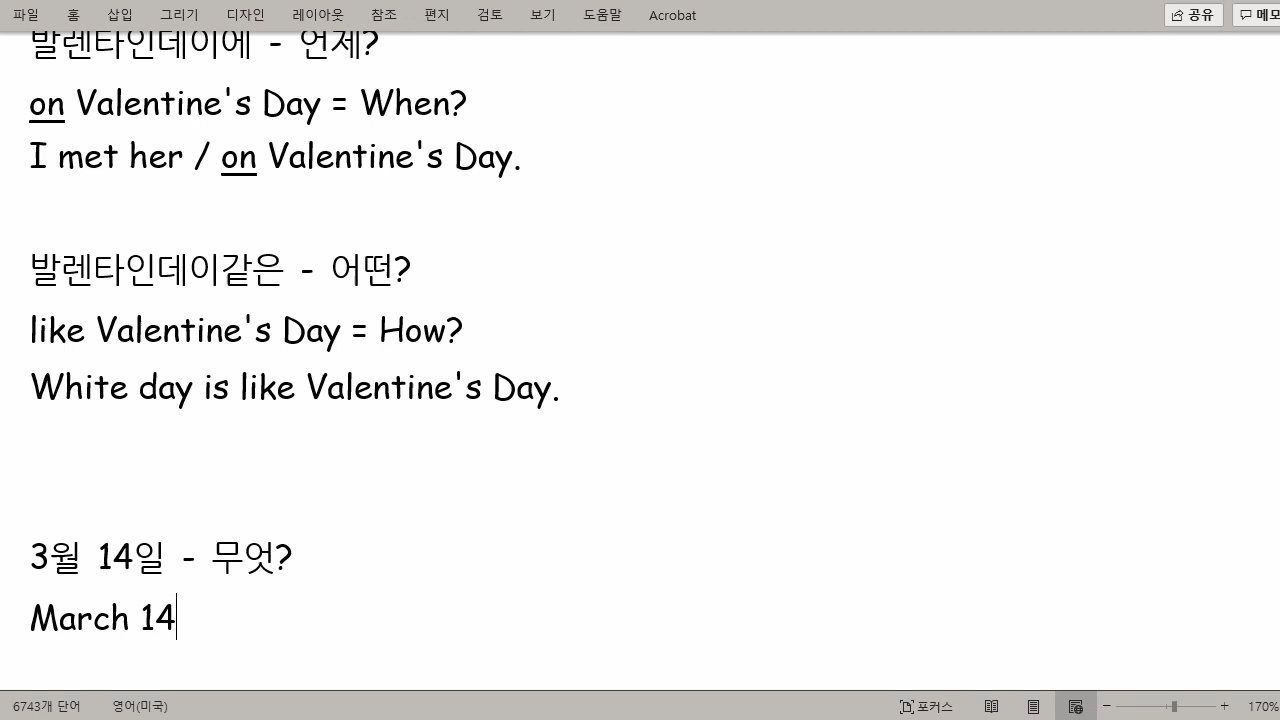 파일 홈 삽입 그리기 디자인 레이아웃 참조 편지 검토 보기 도움말 Acrobat 공유 메모
발렌타인데이에 - 언제?
on Valentine's Day = When?
I met her / on Valentine's Day.
발렌타인데이같은 - 어떤?
like Valentine's Day = How?
White day is like Valentine's Day.
3월 14일 - 무엇?
March 14
6743개 단어 영어(미국) 포커스 - + 170%